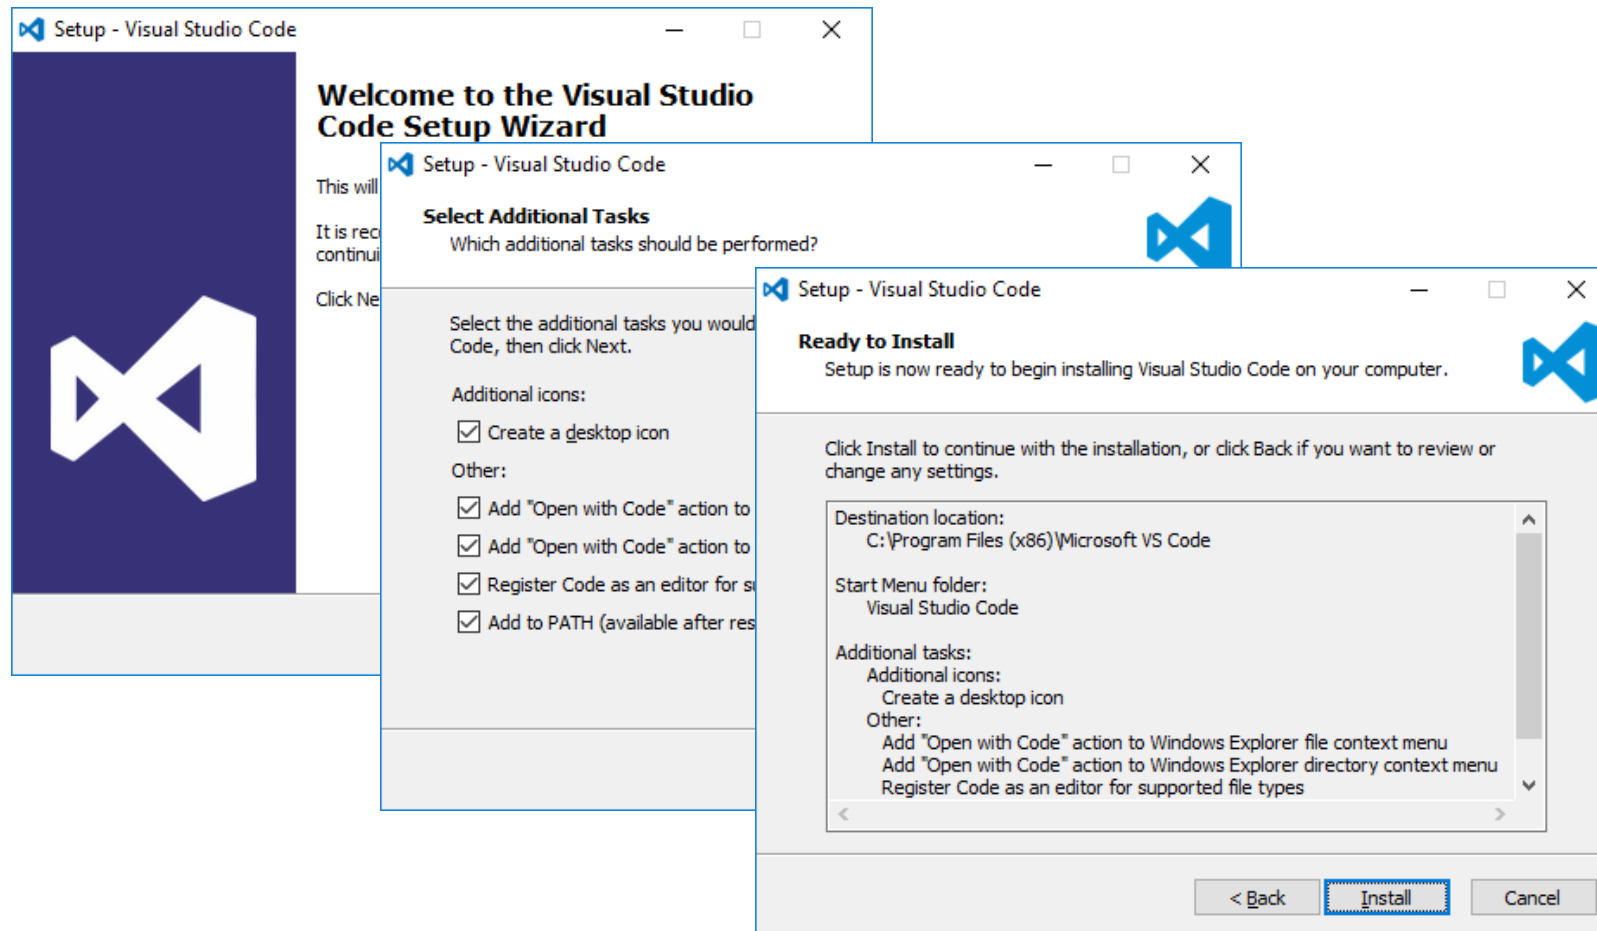 Setup - Visual Studio Code
Welcome to the Visual Studio
Code Setup Wizard
This will
It is
Click
Setup - Visual Studio Code
Select Additional Tasks
Which additional tasks should be performed?
Select the additional tasks you would
Code, then click Next.
Additional icons:
Create a desktop icon
Other:
Add "Open with Code" action to
Add "Open with Code" action to
Register Code as an editor for
Add to PATH (available after
Setup - Visual Studio Code
Ready to Install
Setup is now ready to begin installing Visual Studio Code on your computer.
Click Install to continue with the installation, or click Back if you want to review or
change any settings.
Destination location:
C:\Program Files (x86)\Microsoft VS Code
Start Menu folder:
Visual Studio Code
Additional tasks:
Additional icons:
Create a desktop icon
Other:
Add "Open with Code" action to Windows Explorer file context menu
Add "Open with Code" action to Windows Explorer directory context menu
Register Code as an editor for supported file types
< Back
Install
Cancel